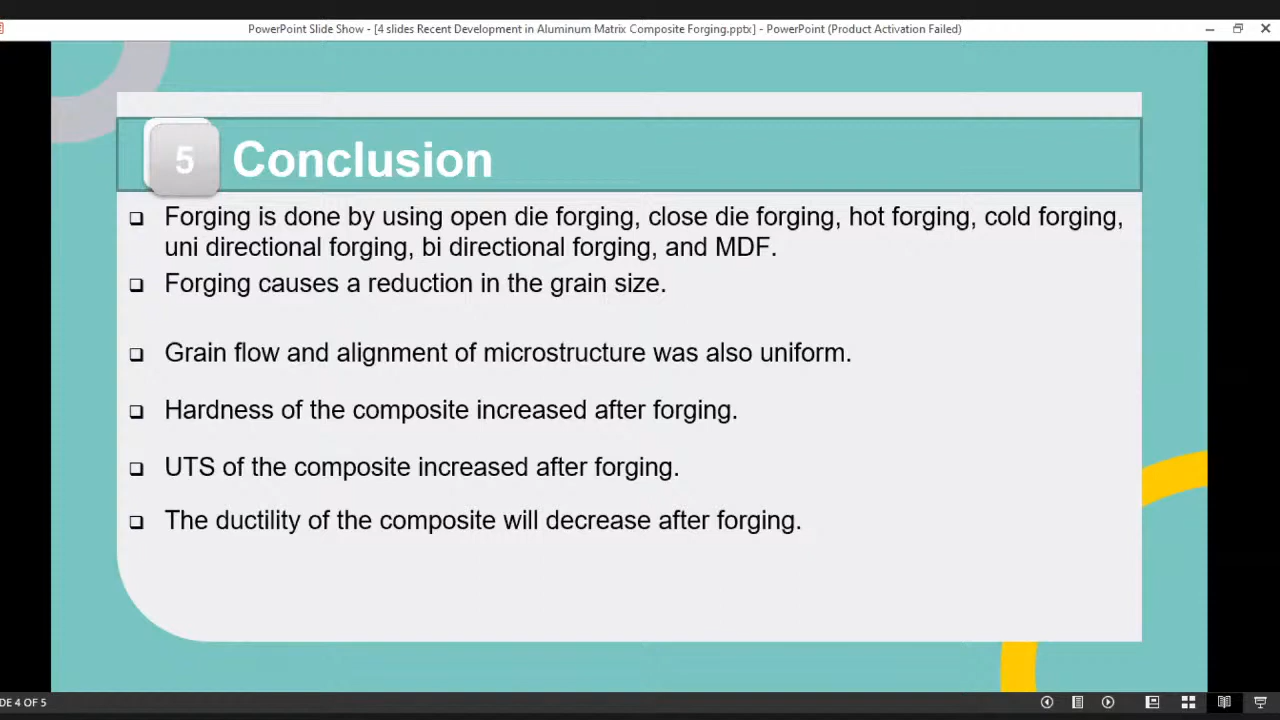 PowerPoint Slide Show - [4 slides Recent Development in Aluminum Matrix Composite Forging.pptx] - PowerPoint (Product Activation Failed)
5 Conclusion
Forging is done by using open die forging, close die forging, hot forging, cold forging,
uni directional forging, bi directional forging, and MDF.
Forging causes a reduction in the grain size.
Grain flow and alignment of microstructure was also uniform.
Hardness of the composite increased after forging.
UTS of the composite increased after forging.
The ductility of the composite will decrease after forging.
DE 4 OF 5